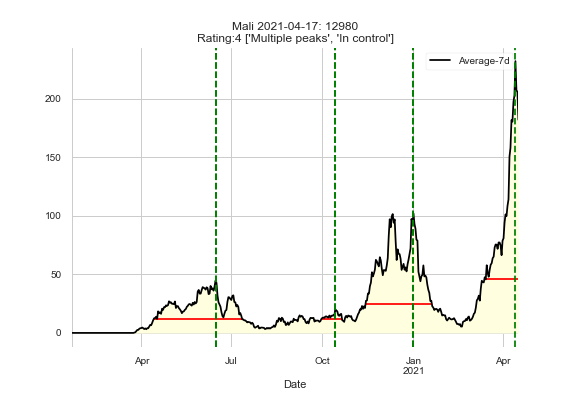 Mali 2021-04-17: 12980
Rating:4 ['Multiple peaks', 'In control']
Average-7d
200
150
100
50
0
Apr
Jul
Oct
Jan
2021
Apr
Date